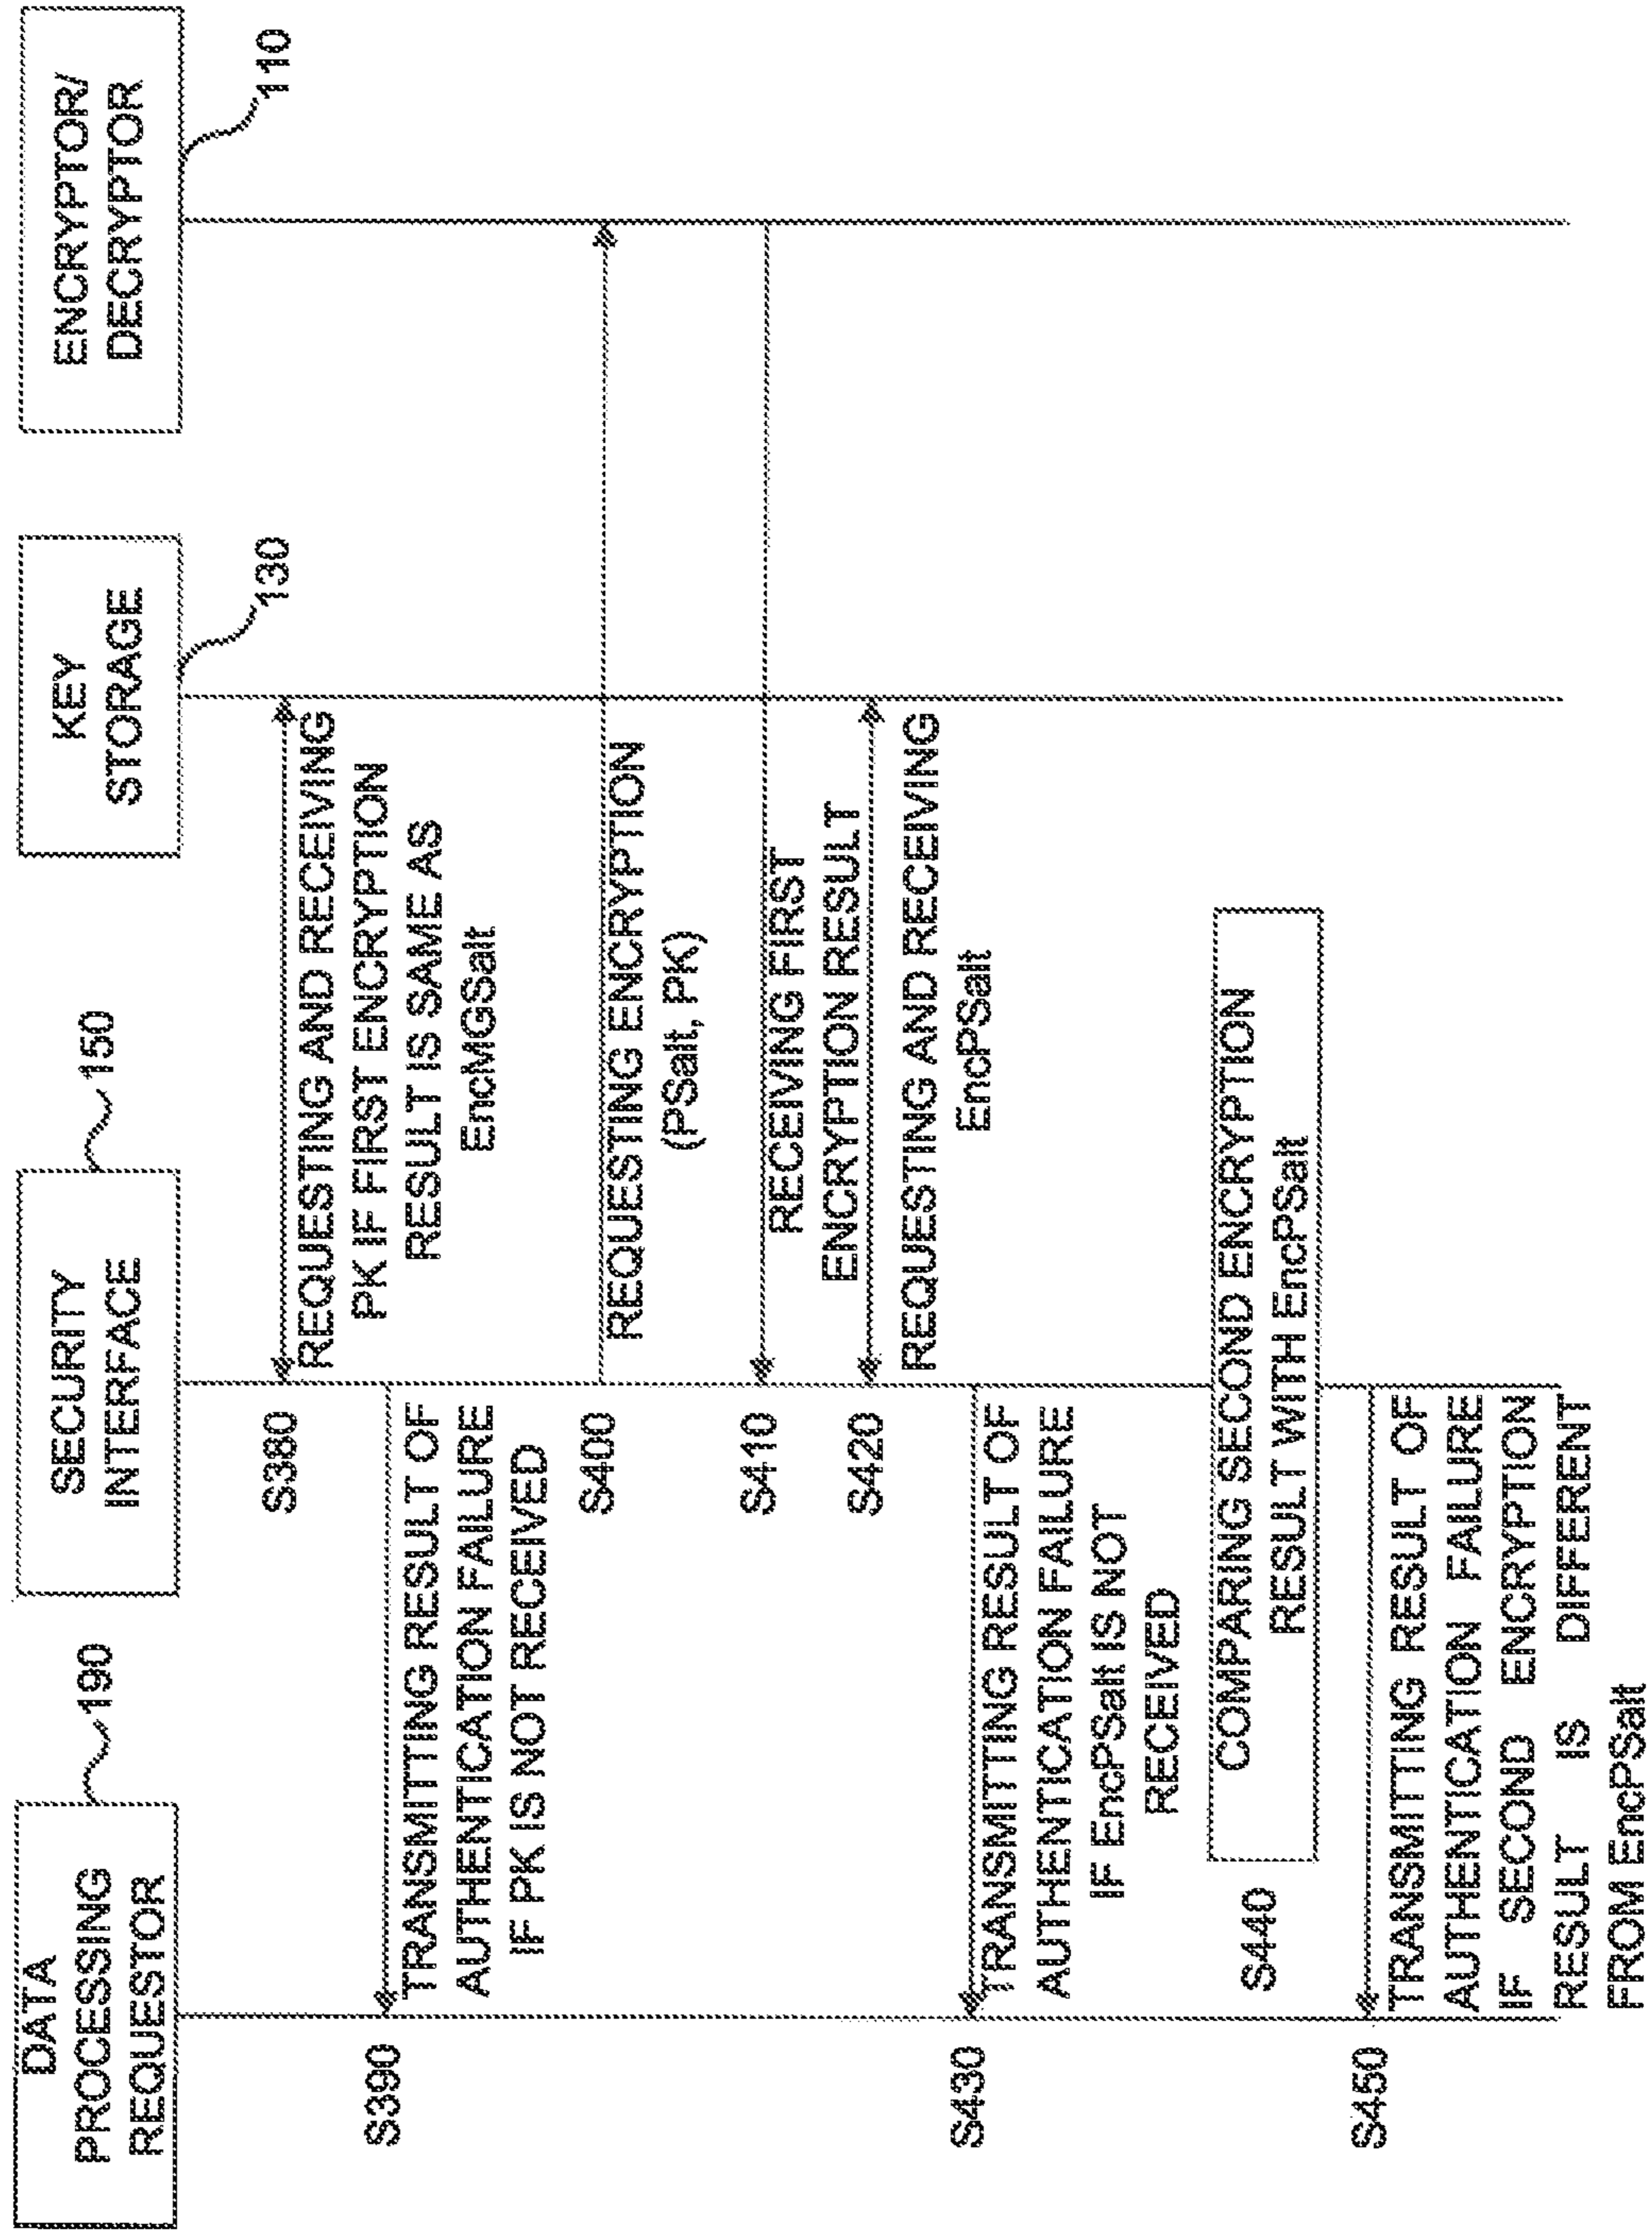 DATA
PROCESSING
REQUESTOR
190
SECURITY
INTERFACE
150
KEY
STORAGE
130
ENCRYPTOR/
DECRYPTOR
110
S380
REQUESTING AND RECEIVING
PK IF FIRST ENCRYPTION
RESULT IS SAME AS
EncMGSalt
S390
TRANSMITTING RESULT OF
AUTHENTICATION FAILURE
IF PK IS NOT RECEIVED
S400
REQUESTING ENCRYPTION
(PSalt, PK)
S410
RECEIVING FIRST
ENCRYPTION RESULT
S420
REQUESTING AND RECEIVING
EncPSalt
S430
TRANSMITTING RESULT OF
AUTHENTICATION FAILURE
IF EncPSalt IS NOT
RECEIVED
S440
COMPARING SECOND ENCRYPTION
RESULT WITH EncPSalt
S450
TRANSMITTING RESULT OF
AUTHENTICATION FAILURE
IF SECOND ENCRYPTION
RESULT IS DIFFERENT
FROM EncPSalt